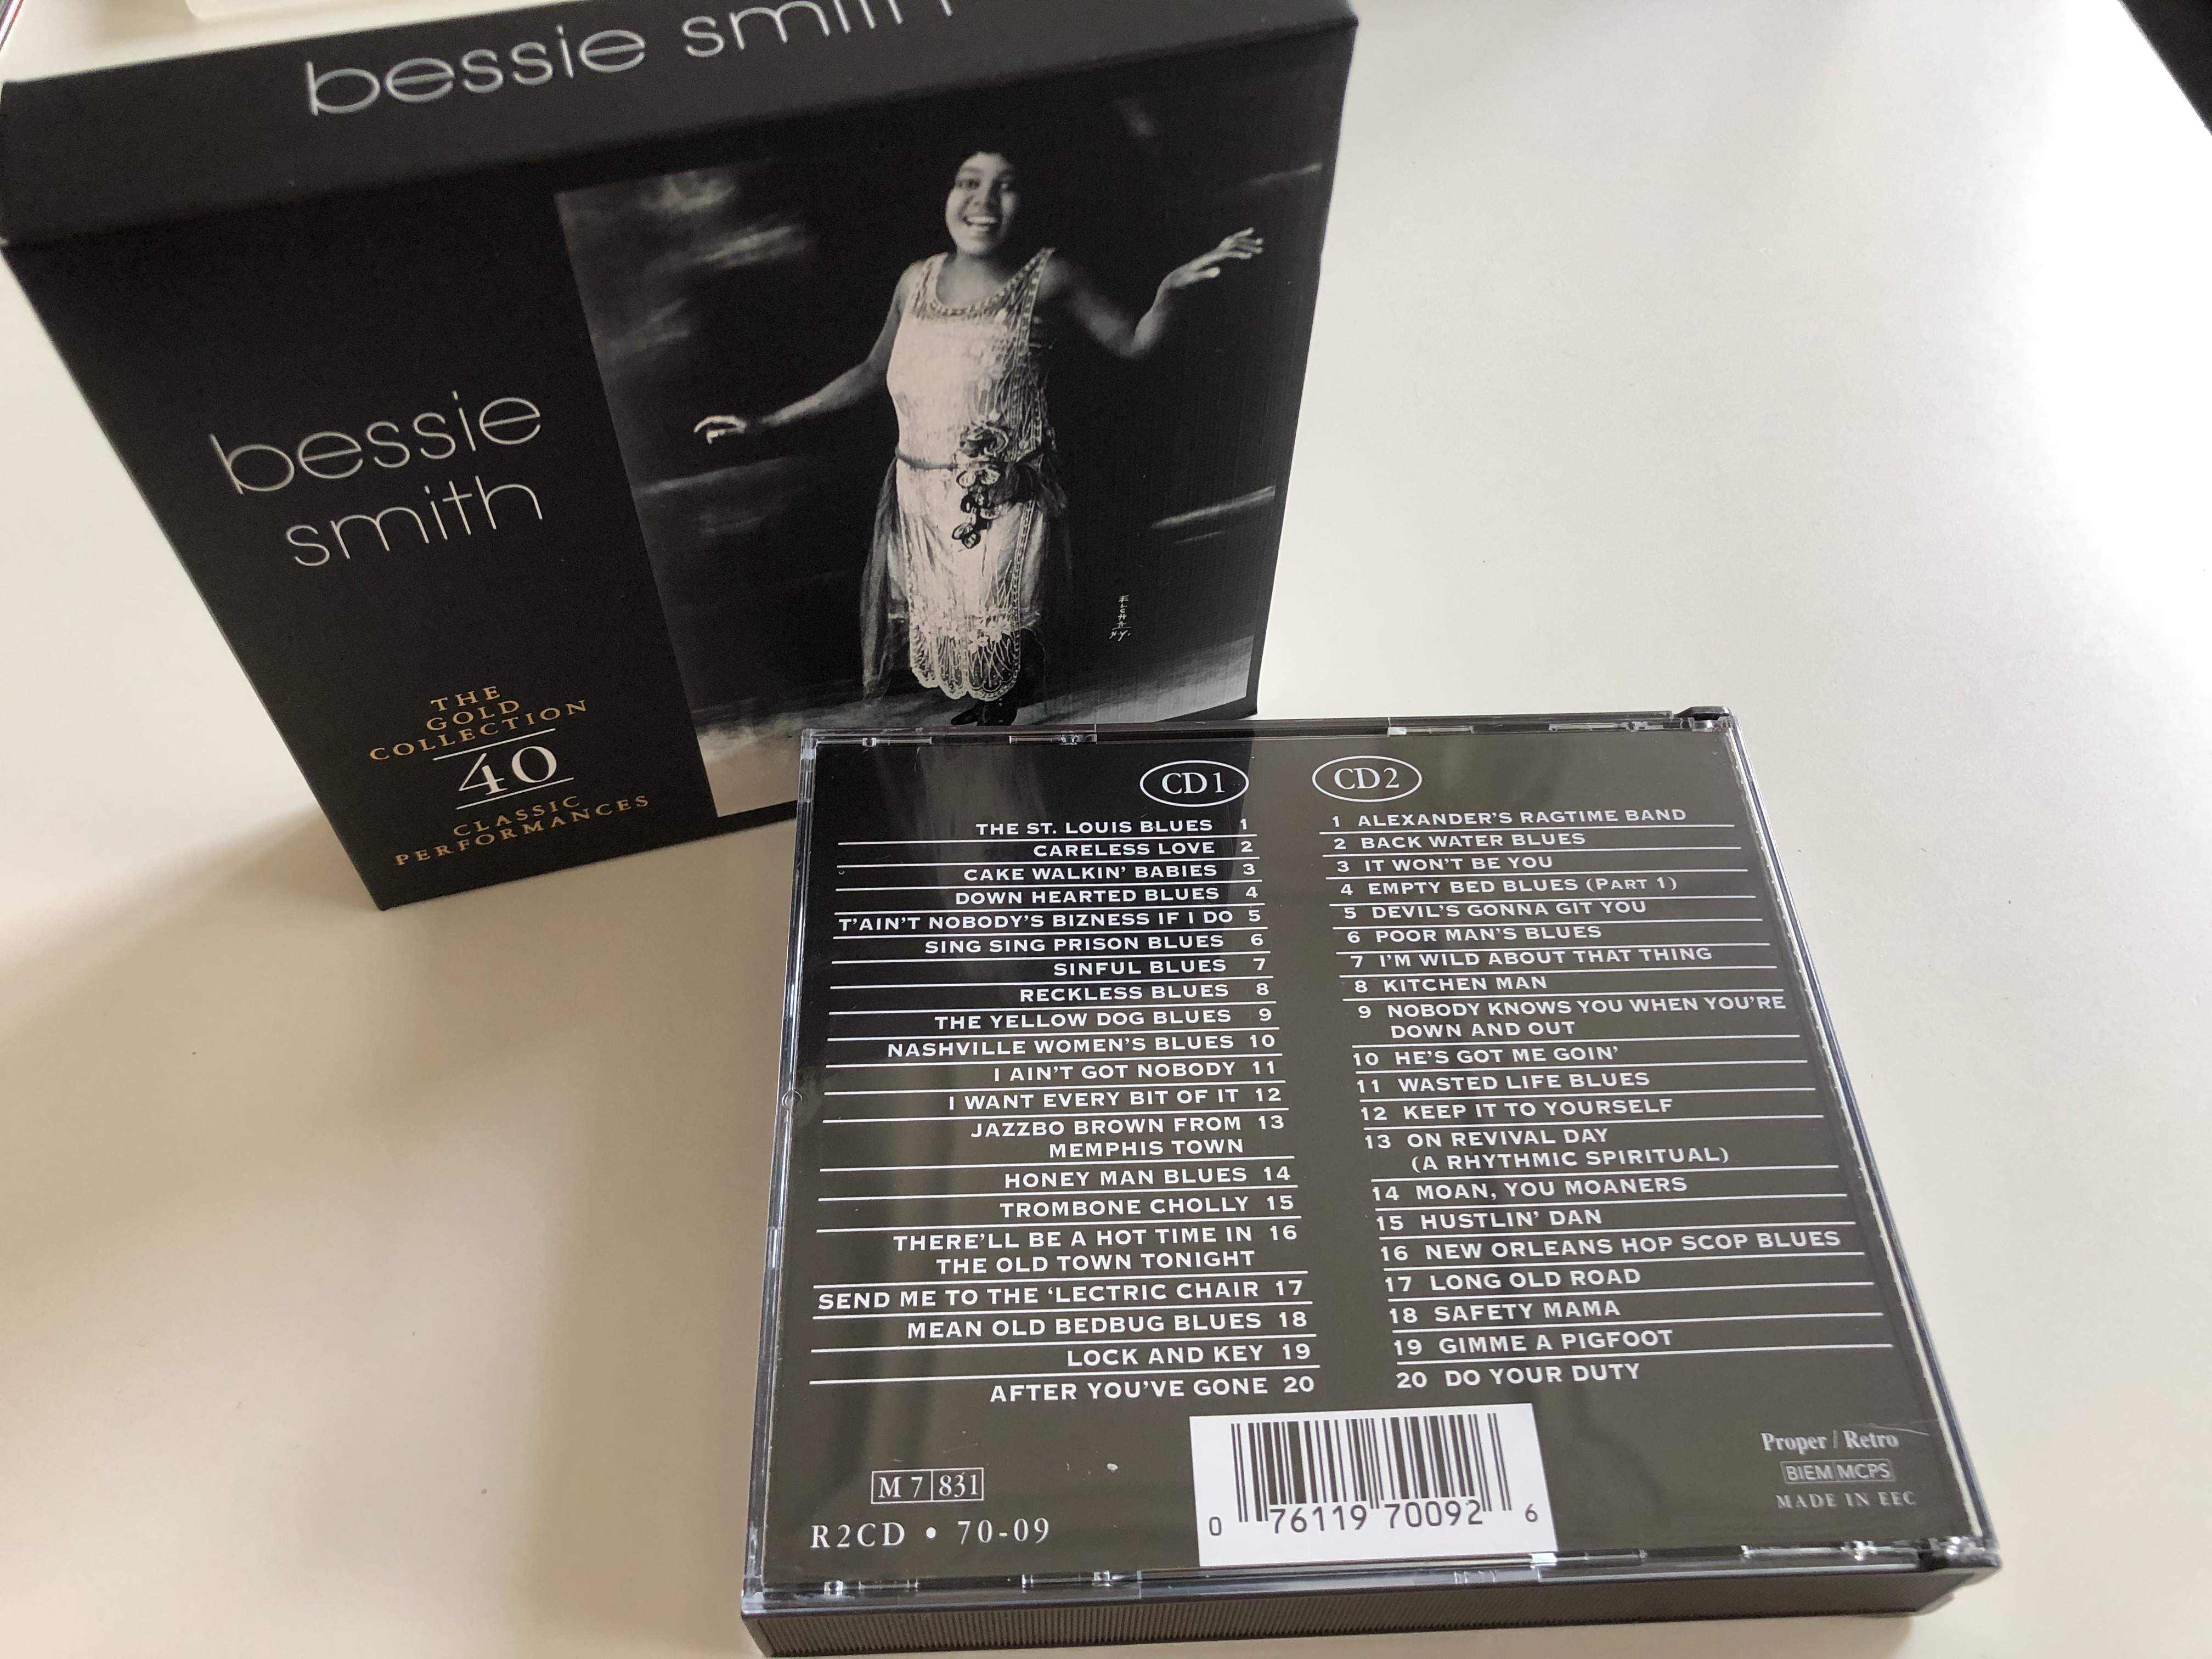 bessie smith
bessie
smith
THE
GOLD
COLLECTION
40
CLASSIC
PERFORMANCES
ELCHA
N.Y.
CD1
THE ST. LOUIS BLUES 1
CARELESS LOVE 2
CAKE WALKIN' BABIES 3
DOWN HEARTED BLUES 4
T'AIN'T NOBODY'S BIZNESS IF I DO 5
SING SING PRISON BLUES 6
SINFUL BLUES 7
RECKLESS BLUES 8
THE YELLOW DOG BLUES 9
NASHVILLE WOMEN'S BLUES 10
I AIN'T GOT NOBODY 11
I WANT EVERY BIT OF IT 12
JAZZBO BROWN FROM 13
MEMPHIS TOWN
HONEY MAN BLUES 14
TROMBONE CHOLLY 15
THERE'LL BE A HOT TIME IN 16
THE OLD TOWN TONIGHT
SEND ME TO THE 'LECTRIC CHAIR 17
MEAN OLD BEDBUG BLUES 18
LOCK AND KEY 19
AFTER YOU'VE GONE 20
CD2
1 ALEXANDER'S RAGTIME BAND
2 BACK WATER BLUES
3 IT WON'T BE YOU
4 EMPTY BED BLUES (PART 1)
5 DEVIL'S GONNA GIT YOU
6 POOR MAN'S BLUES
7 I'M WILD ABOUT THAT THING
8 KITCHEN MAN
9 NOBODY KNOWS YOU WHEN YOU'RE
DOWN AND OUT
10 HE'S GOT ME GOIN'
11 WASTED LIFE BLUES
12 KEEP IT TO YOURSELF
13 ON REVIVAL DAY
(A RHYTHMIC SPIRITUAL)
14 MOAN, YOU MOANERS
15 HUSTLIN' DAN
16 NEW ORLEANS HOP SCOP BLUES
17 LONG OLD ROAD
18 SAFETY MAMA
19 GIMME A PIGFOOT
20 DO YOUR DUTY
M 7 831
R2CD • 70-09
0 76119 70092 6
Proper / Retro
BIEM MCPS
MADE IN EEC